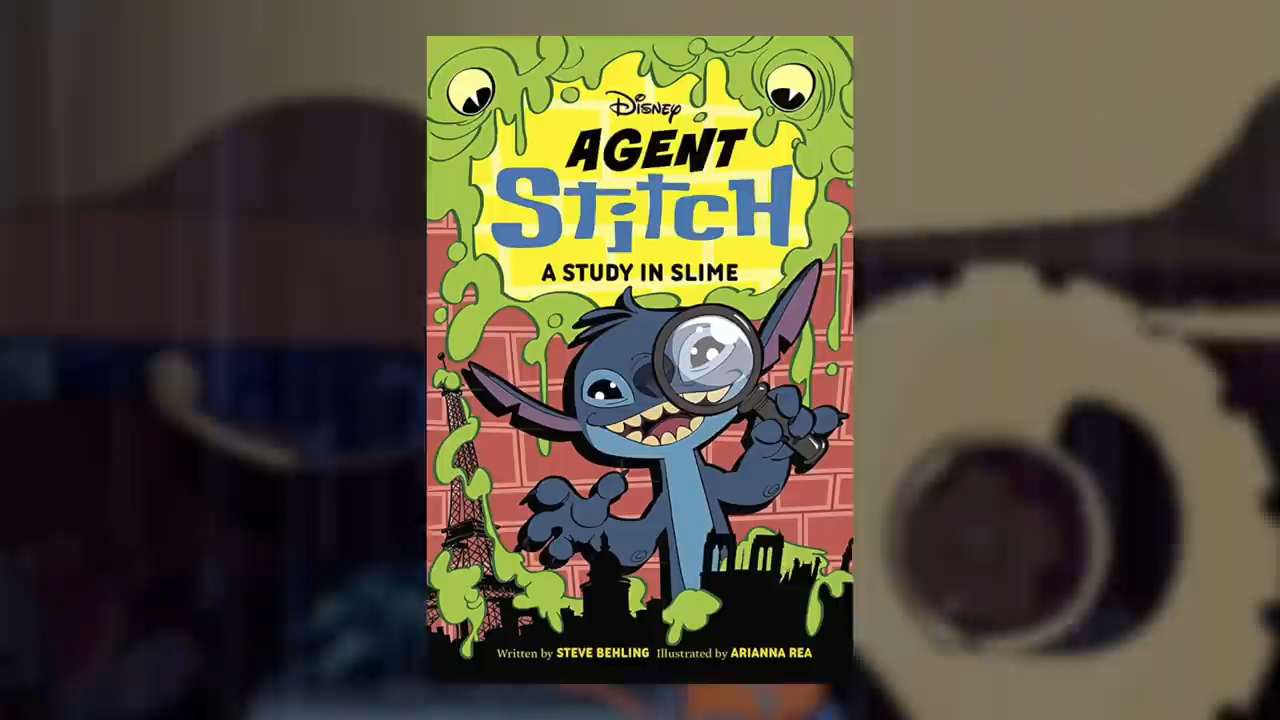 Disney
AGENT
Stitch
A STUDY IN SLIME
Written by STEVE BEHLING Illustrated by ARIANNA REA